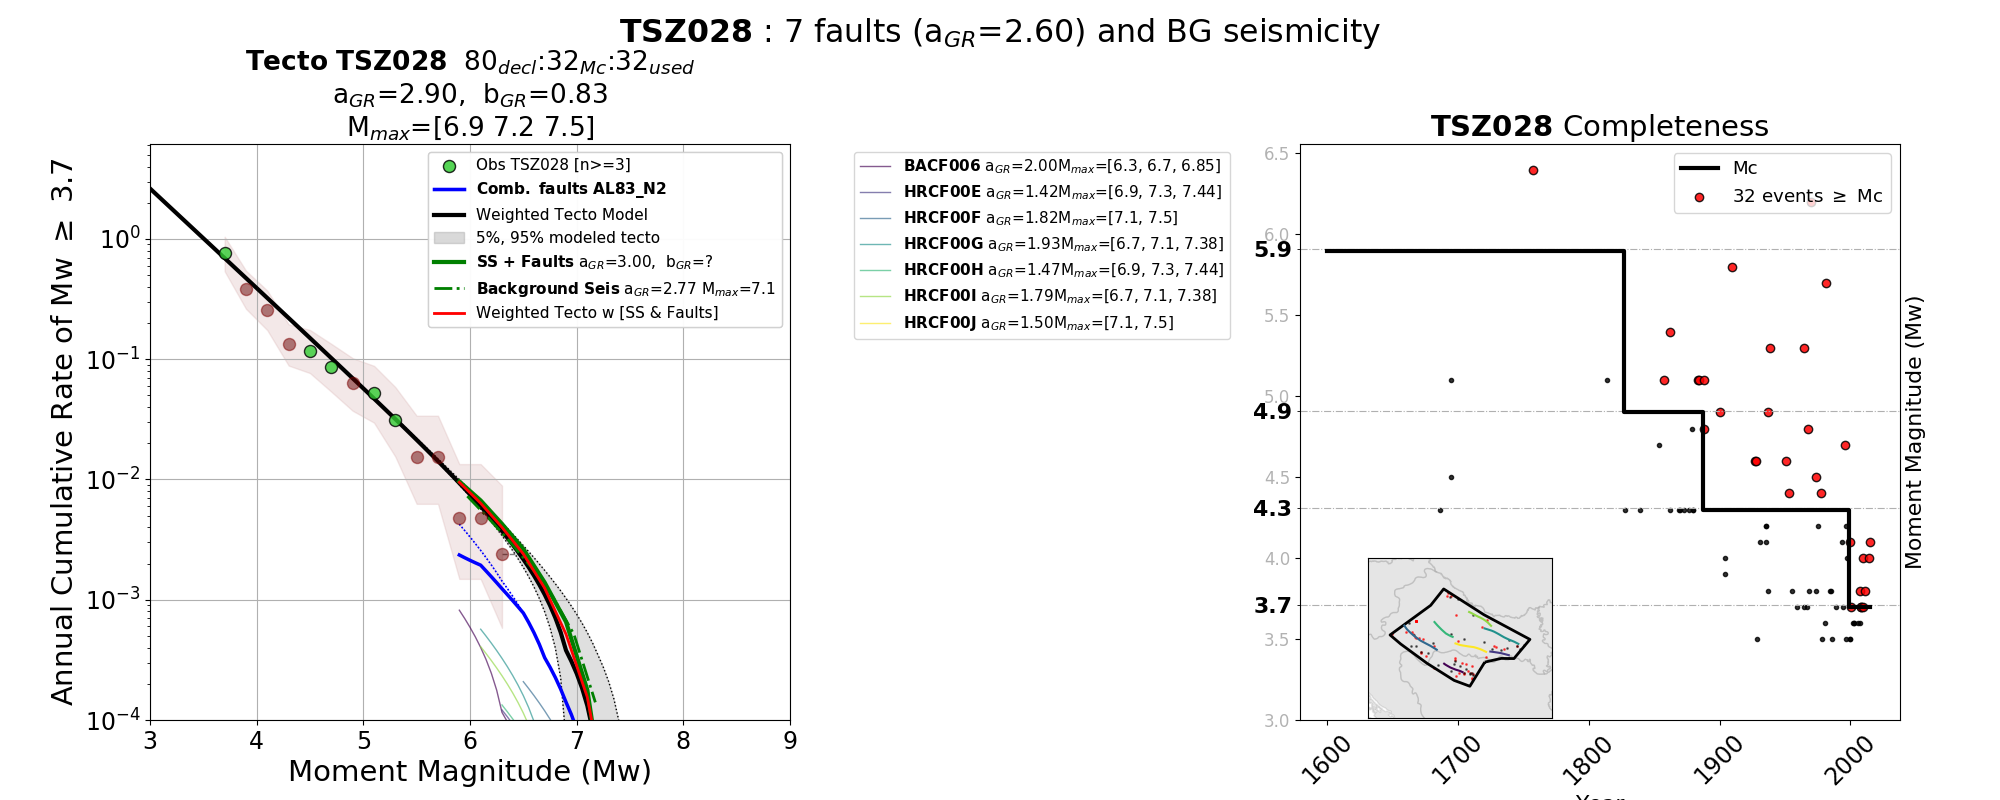 TSZ028 : 7 faults (aGR=2.60) and BG seismicity
Tecto TSZ028 80decl:32Mc:32used
aGR=2.90, bGR=0.83
Mmax=[6.9 7.2 7.5]
Annual Cumulative Rate of Mw ≥ 3.7
10^0
10^-1
10^-2
10^-3
10^-4
3 4 5 6 7 8 9
Moment Magnitude (Mw)
Obs TSZ028 [n>=3]
Comb. faults AL83_N2
Weighted Tecto Model
5%, 95% modeled tecto
SS + Faults aGR=3.00, bGR=?
Background Seis aGR=2.77 Mmax=7.1
Weighted Tecto w [SS & Faults]
BACF006 aGR=2.00Mmax=[6.3, 6.7, 6.85]
HRCF00E aGR=1.42Mmax=[6.9, 7.3, 7.44]
HRCF00F aGR=1.82Mmax=[7.1, 7.5]
HRCF00G aGR=1.93Mmax=[6.7, 7.1, 7.38]
HRCF00H aGR=1.47Mmax=[6.9, 7.3, 7.44]
HRCF00I aGR=1.79Mmax=[6.7, 7.1, 7.38]
HRCF00J aGR=1.50Mmax=[7.1, 7.5]
TSZ028 Completeness
Mc
32 events ≥ Mc
6.5
6.0
5.9
5.5
5.0
4.9
4.5
4.3
4.0
3.7
3.5
3.0
1600 1700 1800 1900 2000
Year
Moment Magnitude (Mw)